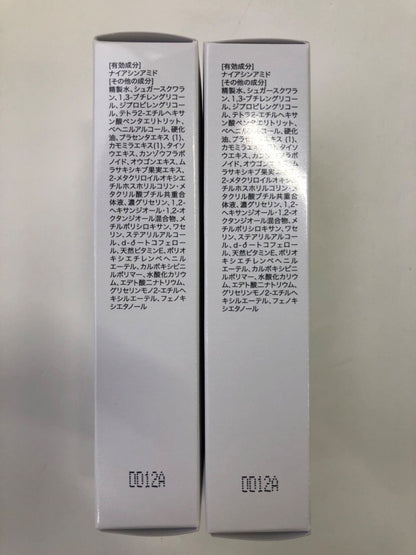 [有効成分]
ナイアシンアミド
[その他の成分]
精製水、シュガースクワラ
ン、1,3-ブチレングリコー
ル、ジプロピレングリコー
ル、テトラ2-エチルヘキサ
ン酸ペンタエリトリット、
ベヘニルアルコール、硬化
油、プラセンタエキス (1)、
カモミラエキス(1)、タイソ
ウエキス、カンゾウフラボ
ノイド、オウゴンエキス、ム
ラサキシキブ果実エキス、
2-メタクリロイルオキシエ
チルホスホリルコリン・メ
タクリル酸ブチル共重合
体液、濃グリセリン、1,2-
ヘキサンジオール・1,2-オ
クタンジオール混合物、メ
チルポリシロキサン、ワセ
リン、ステアリルアルコー
ル、d-δ-トコフェロー
ル、天然ビタミンE、ポリオ
キシエチレンベヘニル
エーテル、カルボキシビニ
ルポリマー、水酸化カリウ
ム、エデト酸二ナトリウム、
グリセリンモノ2-エチルヘ
キシルエーテル、フェノキ
シエタノール
DD12A
[有効成分]
ナイアシンアミド
[その他の成分]
精製水、シュガースクワラ
ン、1,3-ブチレングリコー
ル、ジプロピレングリコー
ル、テトラ2-エチルヘキサ
ン酸ペンタエリトリット、
ベヘニルアルコール、硬化
油、プラセンタエキス (1)、
カモミラエキス(1)、タイソ
ウエキス、カンゾウフラボ
ノイド、オウゴンエキス、ム
ラサキシキブ果実エキス、
2-メタクリロイルオキシエ
チルホスホリルコリン・
メタクリル酸ブチル共重合
体液、濃グリセリン、1,2-
ヘキサンジオール・1,2-オ
クタンジオール混合物、メ
チルポリシロキサン、ワセ
リン、ステアリルアルコー
ル、d-δ-トコフェロー
ル、天然ビタミンE、ポリオ
キシエチレンベヘニル
エーテル、カルボキシビニ
ルポリマー、水酸化カリウ
ム、エデト酸二ナトリウム、
グリセリンモノ2-エチルヘ
キシルエーテル、フェノキ
シエタノール
DD12A